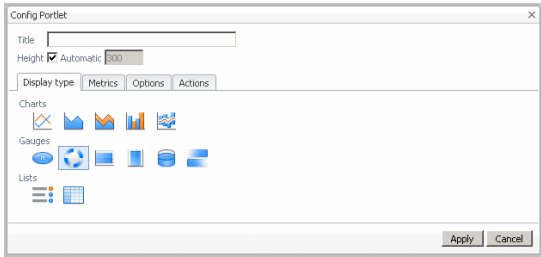 Config Portlet
Title
Height Automatic 300
Display type Metrics Options Actions
Charts
Gauges
Lists
Apply Cancel